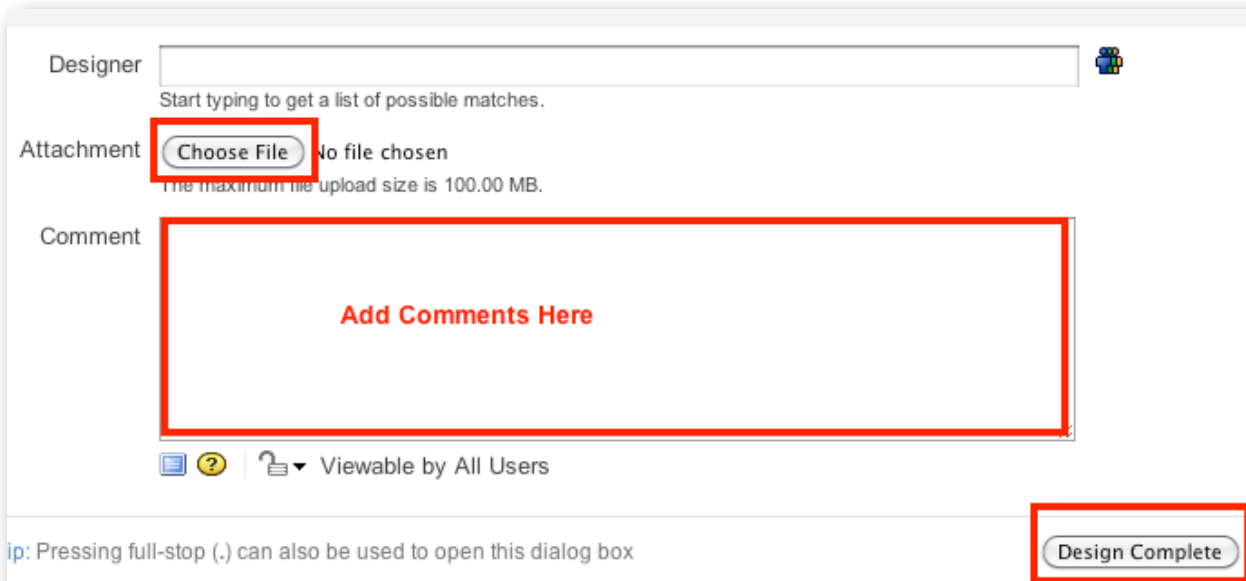 Designer
Start typing to get a list of possible matches.
Attachment Choose File No file chosen
The maximum file upload size is 100.00 MB.
Comment
Add Comments Here
? Viewable by All Users
ip: Pressing full-stop (.) can also be used to open this dialog box
Design Complete